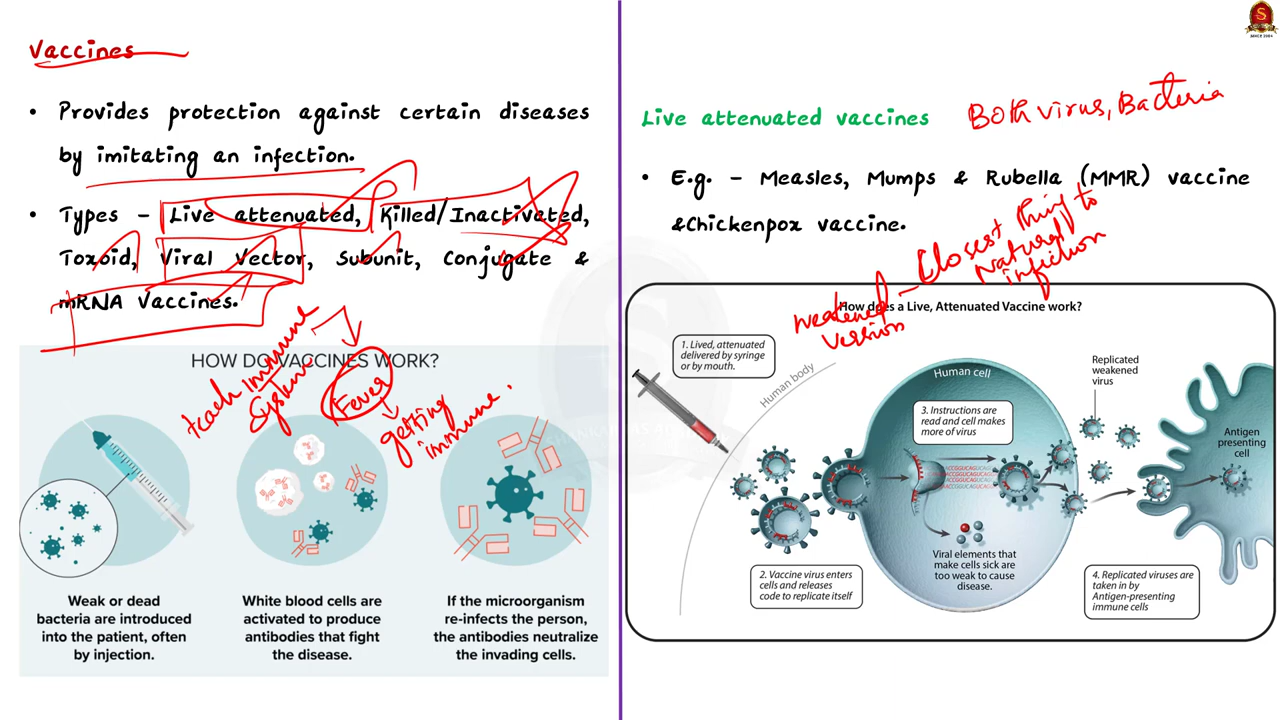 Vaccines
• Provides protection against certain diseases
by imitating an infection.
• Types - Live attenuated, Killed/Inactivated,
Toxoid, Viral Vector, Subunit, Conjugate &
mRNA Vaccines.
teach Immune
System
Fever
getting
immune.
HOW DO VACCINES WORK?
Weak or dead
bacteria are introduced
into the patient, often
by injection.
White blood cells are
activated to produce
antibodies that fight
the disease.
If the microorganism
re-infects the person,
the antibodies neutralize
the invading cells.
S
SINCE 2004
Live attenuated vaccines
Both virus, Bacteria
• E.g. - Measles, Mumps & Rubella (MMR) vaccine
&Chickenpox vaccine.
weakened
version
Closest thing to
Natural
infection
How does a Live, Attenuated Vaccine work?
1. Lived, attenuated
delivered by syringe
or by mouth.
Human body
Human cell
2. Vaccine virus enters
cells and releases
code to replicate itself
3. Instructions are
read and cell makes
more of virus
Viral elements that
make cells sick are
too weak to cause
disease.
Replicated
weakened
virus
Antigen
presenting
cell
4. Replicated viruses are
taken in by
Antigen-presenting
immune cells